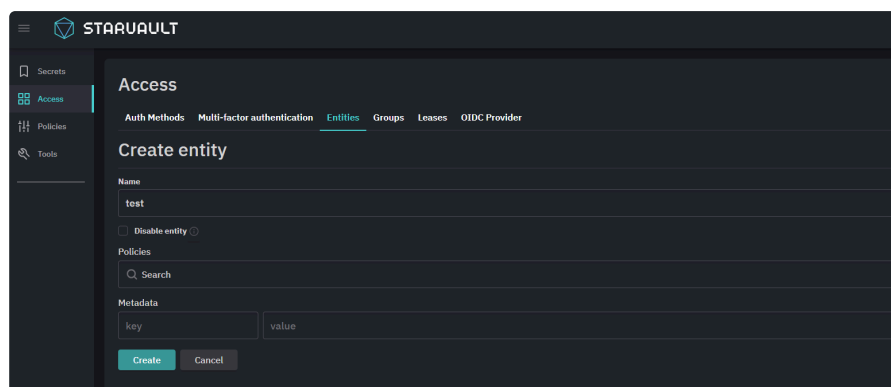 STARVAULT
Secrets
Access
Policies
Tools
Access
Auth Methods Multi-factor authentication Entities Groups Leases OIDC Provider
Create entity
Name
test
Disable entity
Policies
Search
Metadata
key value
Create Cancel